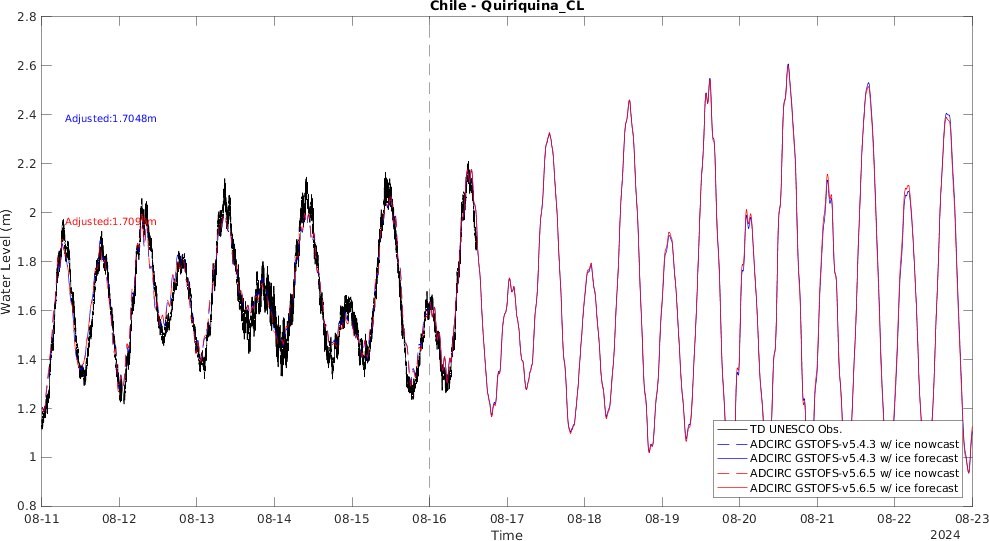 Chile - Quiriquina_CL
Water Level (m)
2.8
2.6
2.4
2.2
2
1.8
1.6
1.4
1.2
1
0.8
Adjusted:1.7048m
TD UNESCO Obs.
ADCIRC GSTOFS-v5.4.3 w/ ice nowcast
ADCIRC GSTOFS-v5.4.3 w/ ice forecast
ADCIRC GSTOFS-v5.6.5 w/ ice nowcast
ADCIRC GSTOFS-v5.6.5 w/ ice forecast
08-11 08-12 08-13 08-14 08-15 08-16 08-17 08-18 08-19 08-20 08-21 08-22 08-23
Time
2024